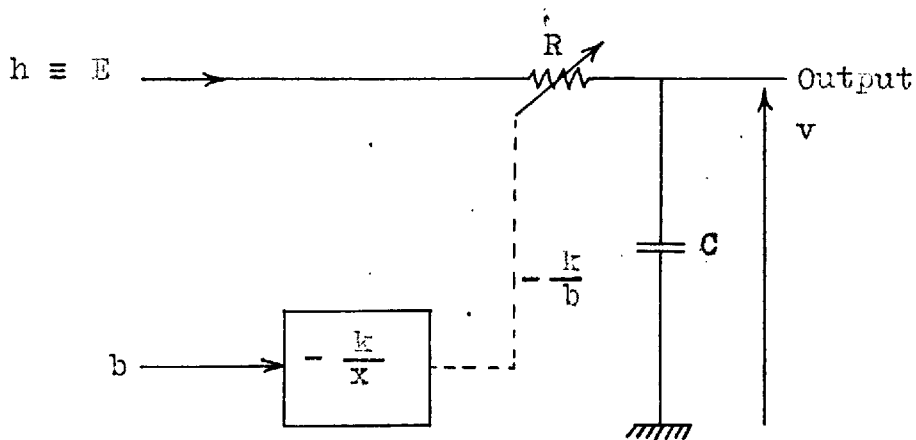 R
h ≡ E
Output
v
C
- k/b
b
- k/x